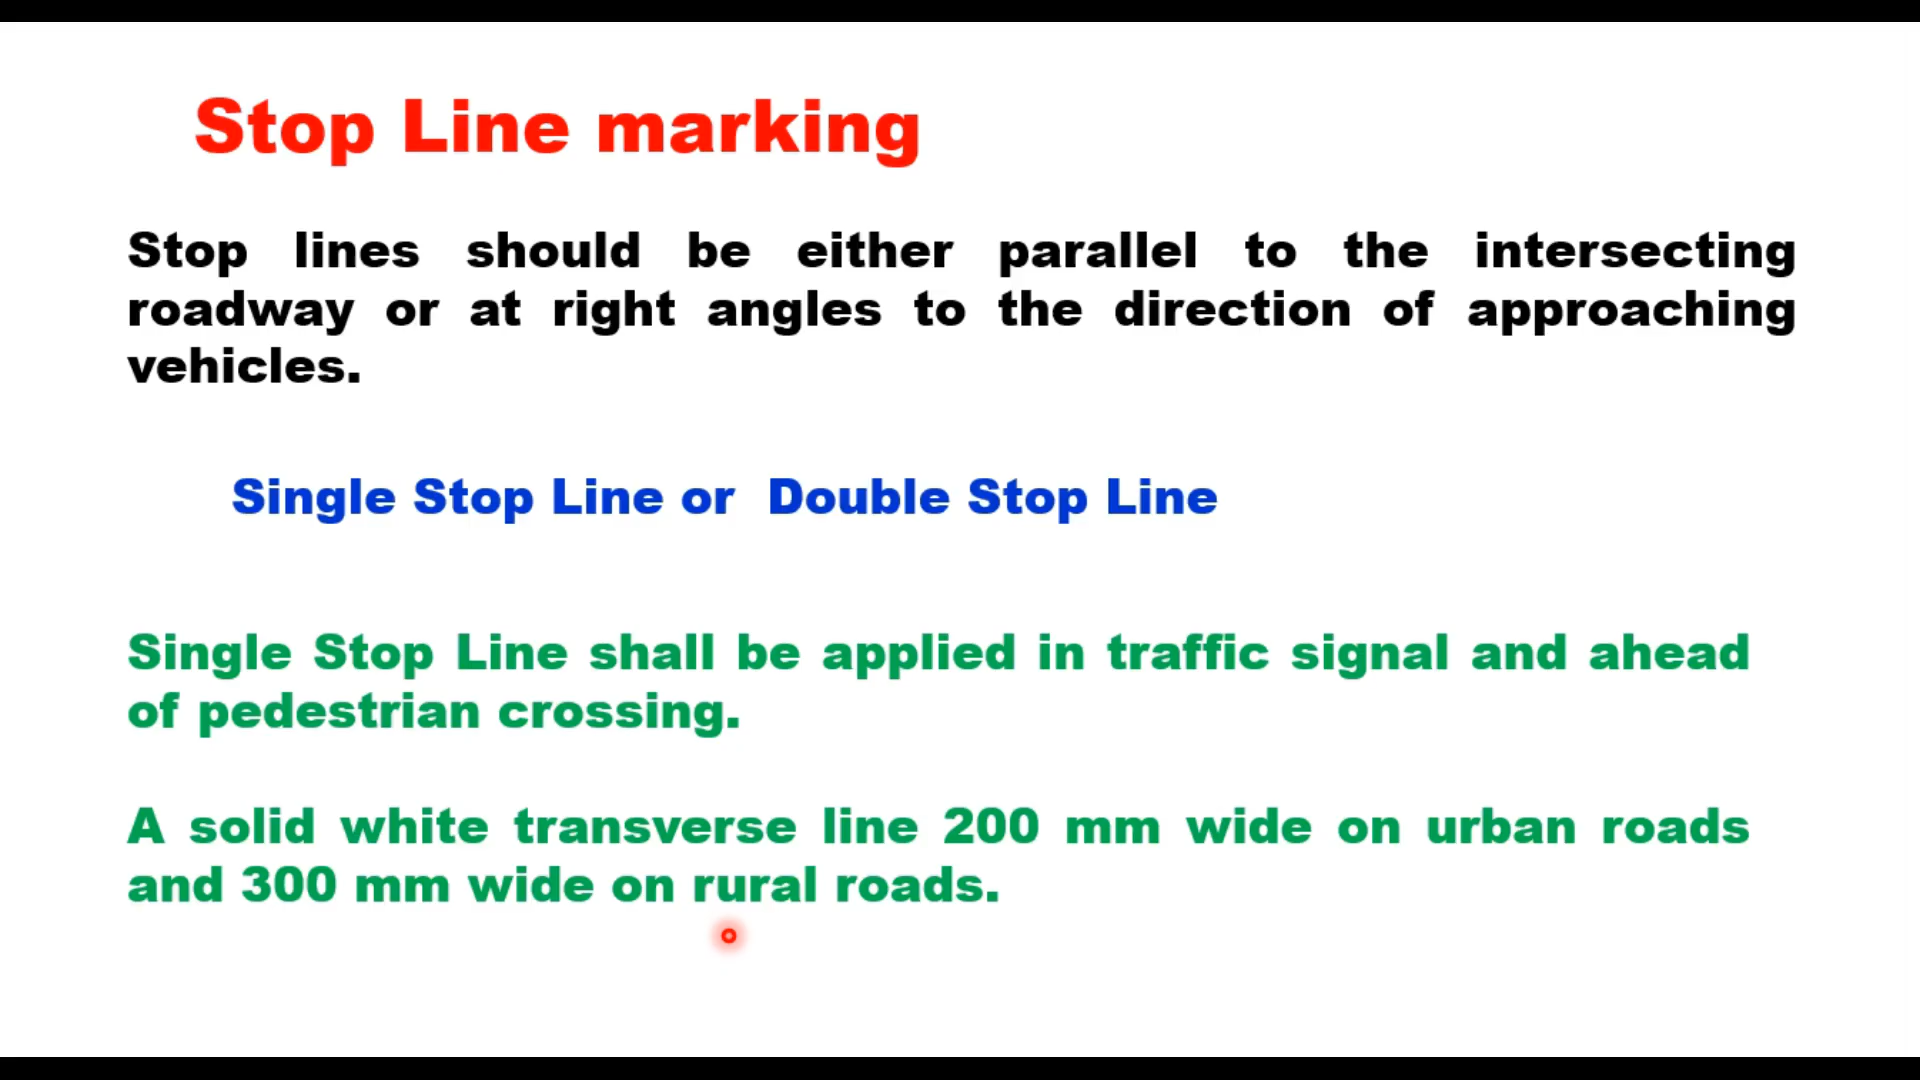 Stop Line marking
Stop lines should be either parallel to the intersecting
roadway or at right angles to the direction of approaching
vehicles.
Single Stop Line or Double Stop Line
Single Stop Line shall be applied in traffic signal and ahead
of pedestrian crossing.
A solid white transverse line 200 mm wide on urban roads
and 300 mm wide on rural roads.